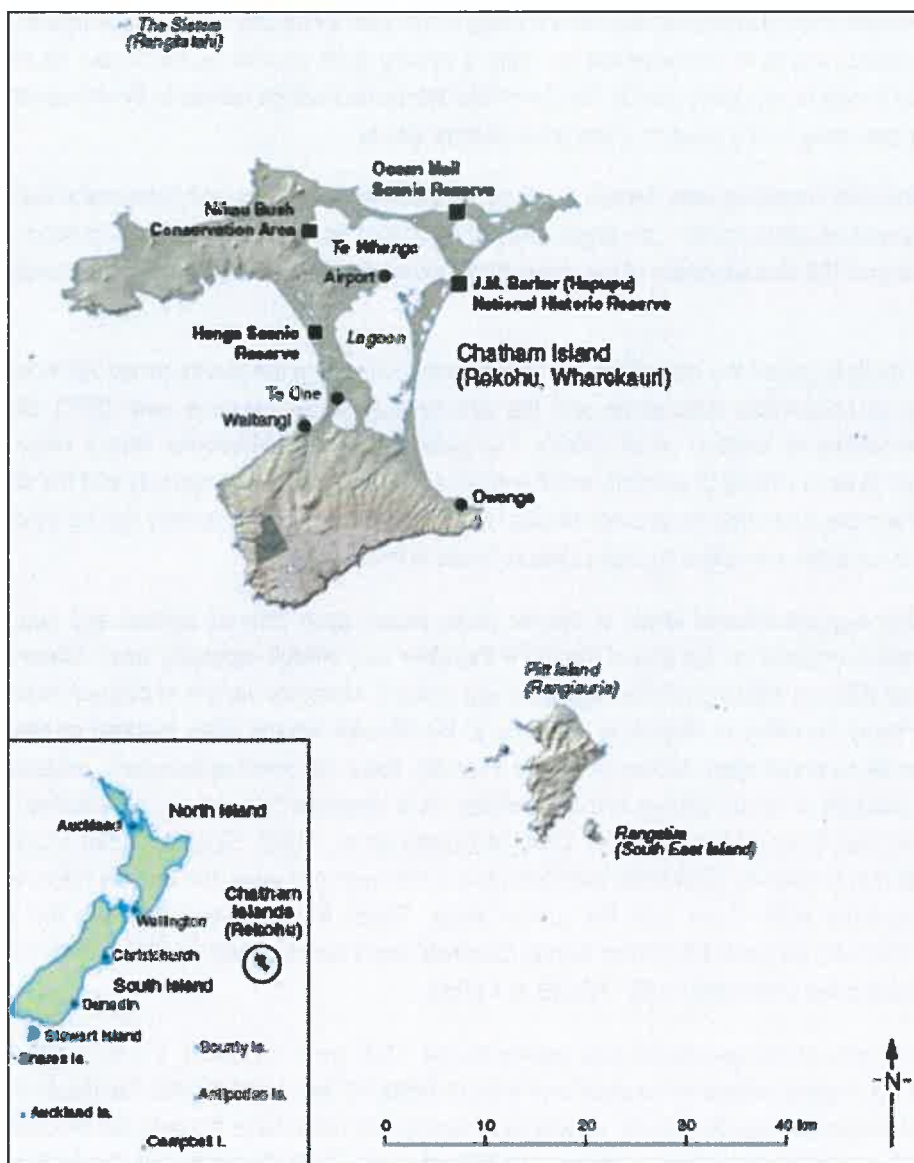 The Sisters
(Rangitatahi)
Ocean Mail
Scenic Reserve
Nikau Bush
Conservation Area
Te Whanga
Airport
J.M. Barker (Hapupu)
National Historic Reserve
Henga Scenic
Reserve
Lagoon
Chatham Island
(Rekohu, Wharekauri)
Te One
Waitangi
Owenga
Pitt Island
(Rangiauria)
Rangatira
(South East Island)
North Island
Auckland
Chatham
Islands
(Rekohu)
Wellington
Christchurch
South Island
Dunedin
Stewart Island
Snares Is.
Bounty Is.
Antipodes Is.
Auckland Is.
Campbell I.
0 10 20 30 40 km
-N-